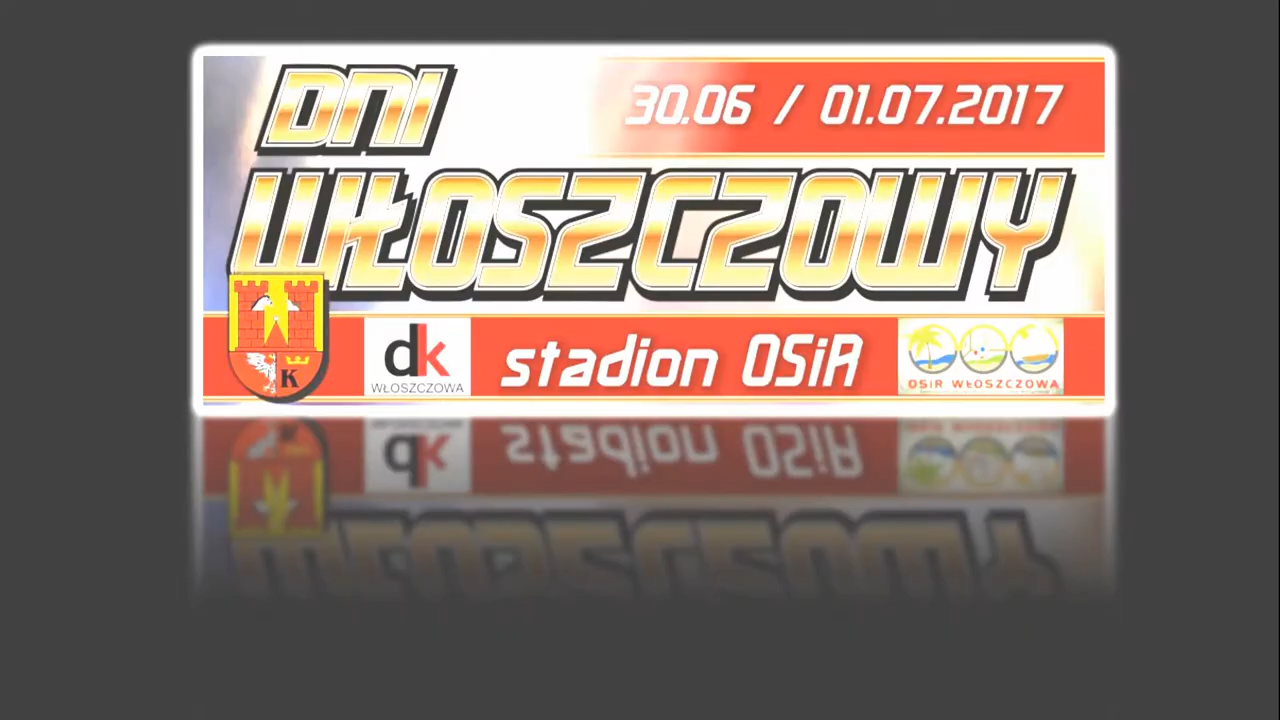 DNI
30.06 / 01.07.2017
WŁOSZCZOWY
K
dk
WŁOSZCZOWA
stadion OSiR
OSiR WŁOSZCZOWA